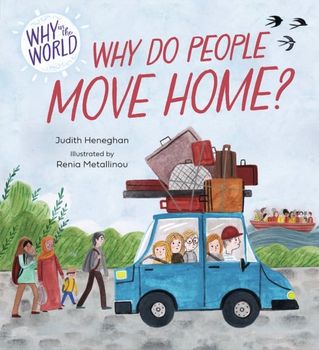 WHY in the
WORLD
WHY DO PEOPLE
MOVE HOME?
Judith Heneghan
Illustrated by
Renia Metallinou